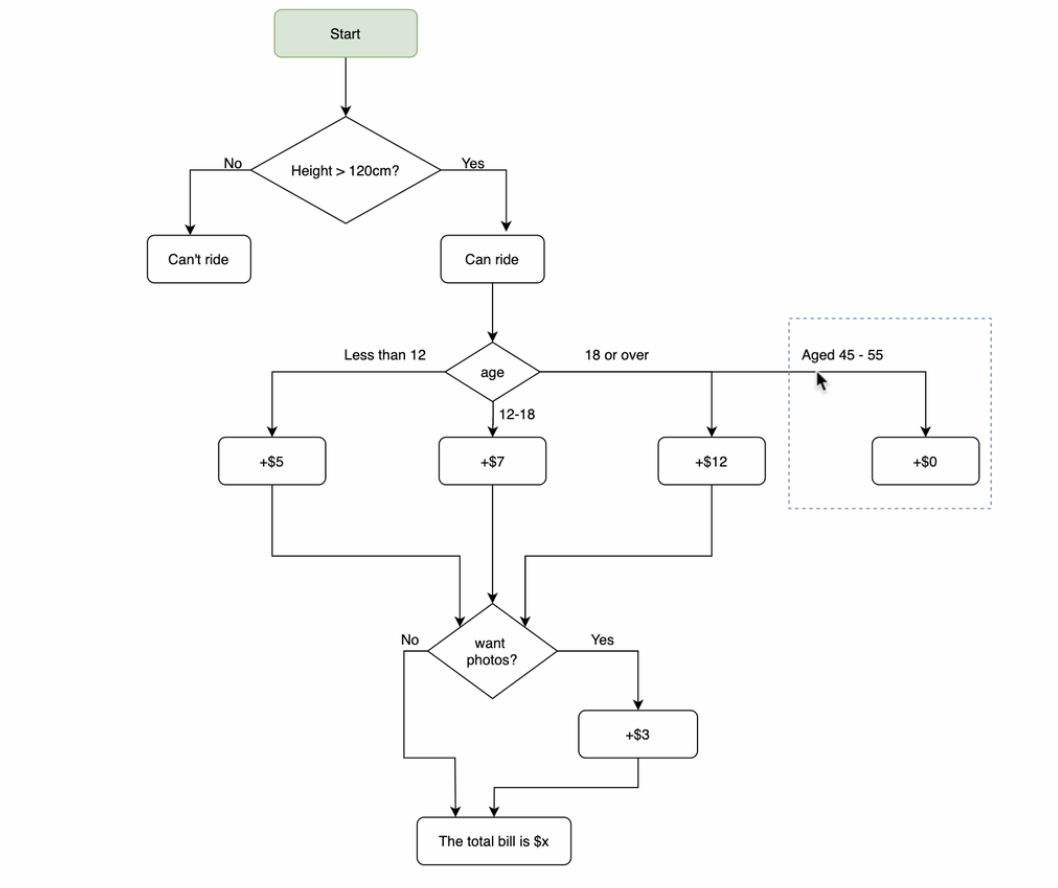 Start
Height > 120cm?
No
Yes
Can't ride
Can ride
Less than 12
age
18 or over
Aged 45 - 55
12-18
+$5
+$7
+$12
+$0
No
want
photos?
Yes
+$3
The total bill is $x